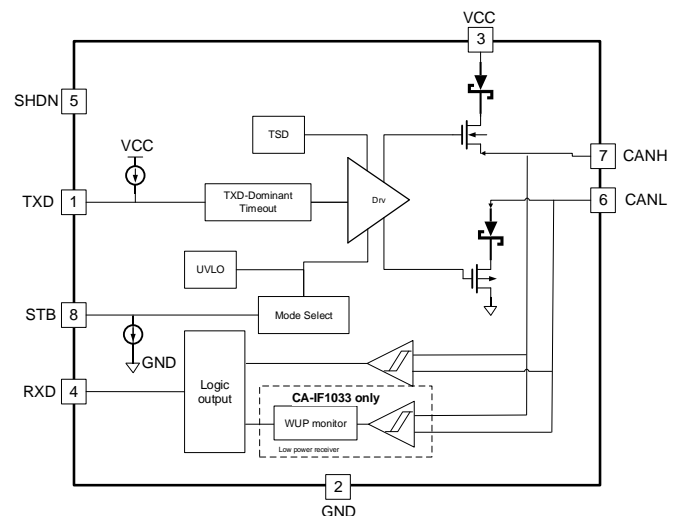 VCC
3
SHDN
5
VCC
TSD
7
CANH
TXD
1
TXD-Dominant
Timeout
Drv
6
CANL
UVLO
STB
8
Mode Select
GND
RXD
4
Logic
output
CA-IF1033 only
WUP monitor
Low power receiver
2
GND